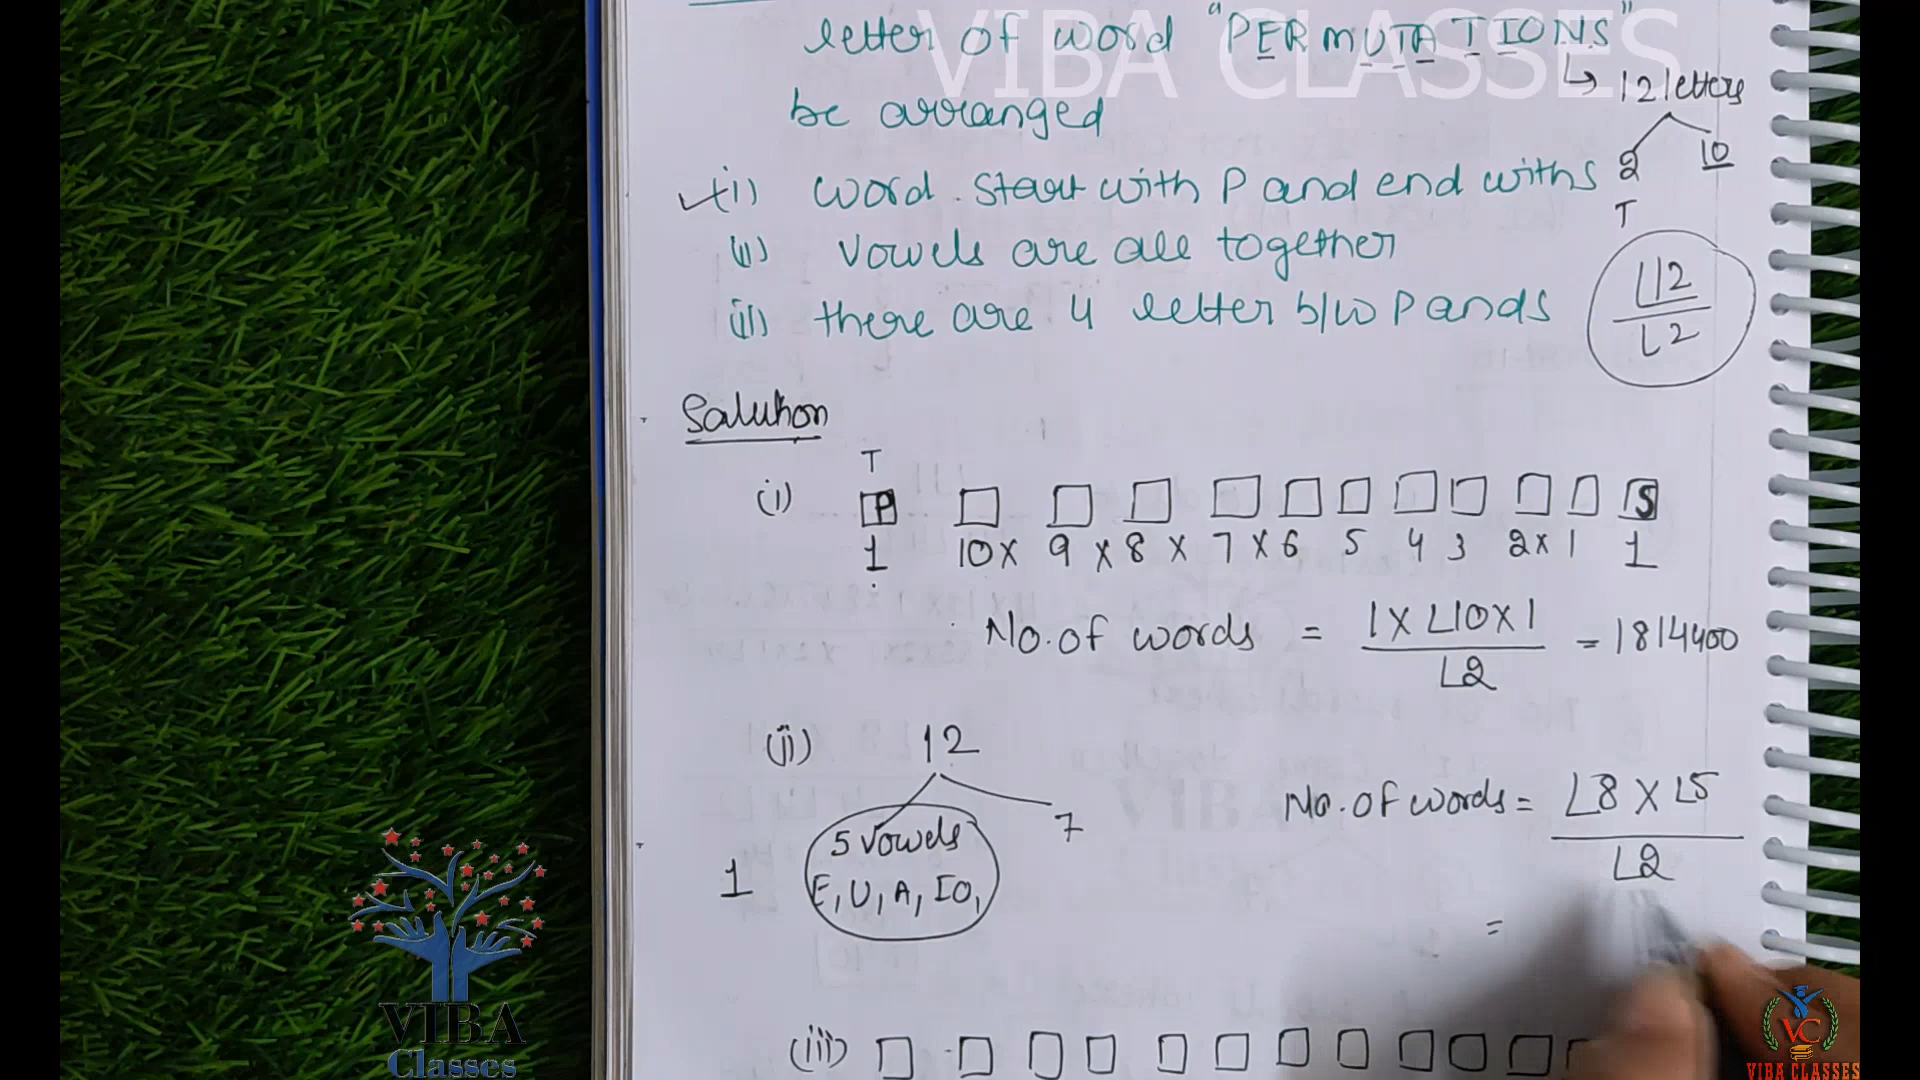 letter of word "PERMUTATIONS"
VIBA CLASSES
↳ 12 letters
be arranged
2 10
T
(i) word. start with P and end with S
(ii) vowels are all together
(iii) there are 4 letter b/w P and S
L12
L2
Solution
T
(i) P S
1 10 X 9 X 8 X 7 X 6 5 4 3 2 X 1 1
No. of words = 1 X L10 X 1 / L2 = 1814400
(ii) 12
5 vowels 7
1 E, U, A, I O,
No. of words = L8 X L5 / L2
=
(iii)
VIBA
Classes
VC
VIBA CLASSES